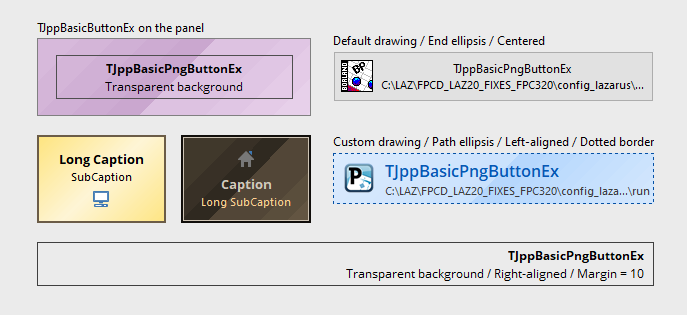 TJppBasicButtonEx on the panel
TJppBasicPngButtonEx
Transparent background
Default drawing / End ellipsis / Centered
BORLAND
BP
TJppBasicPngButtonEx
C:\LAZ\FPCD_LAZ20_FIXES_FPC320\config_lazarus\...
Long Caption
SubCaption
Caption
Long SubCaption
Custom drawing / Path ellipsis / Left-aligned / Dotted border
P
TJppBasicPngButtonEx
C:\LAZ\FPCD_LAZ20_FIXES_FPC320\config_laza...\run
TJppBasicPngButtonEx
Transparent background / Right-aligned / Margin = 10